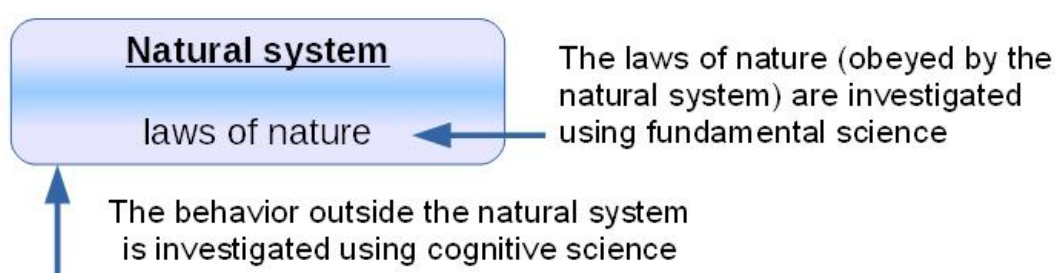 Natural system
laws of nature
The laws of nature (obeyed by the
natural system) are investigated
using fundamental science
The behavior outside the natural system
is investigated using cognitive science